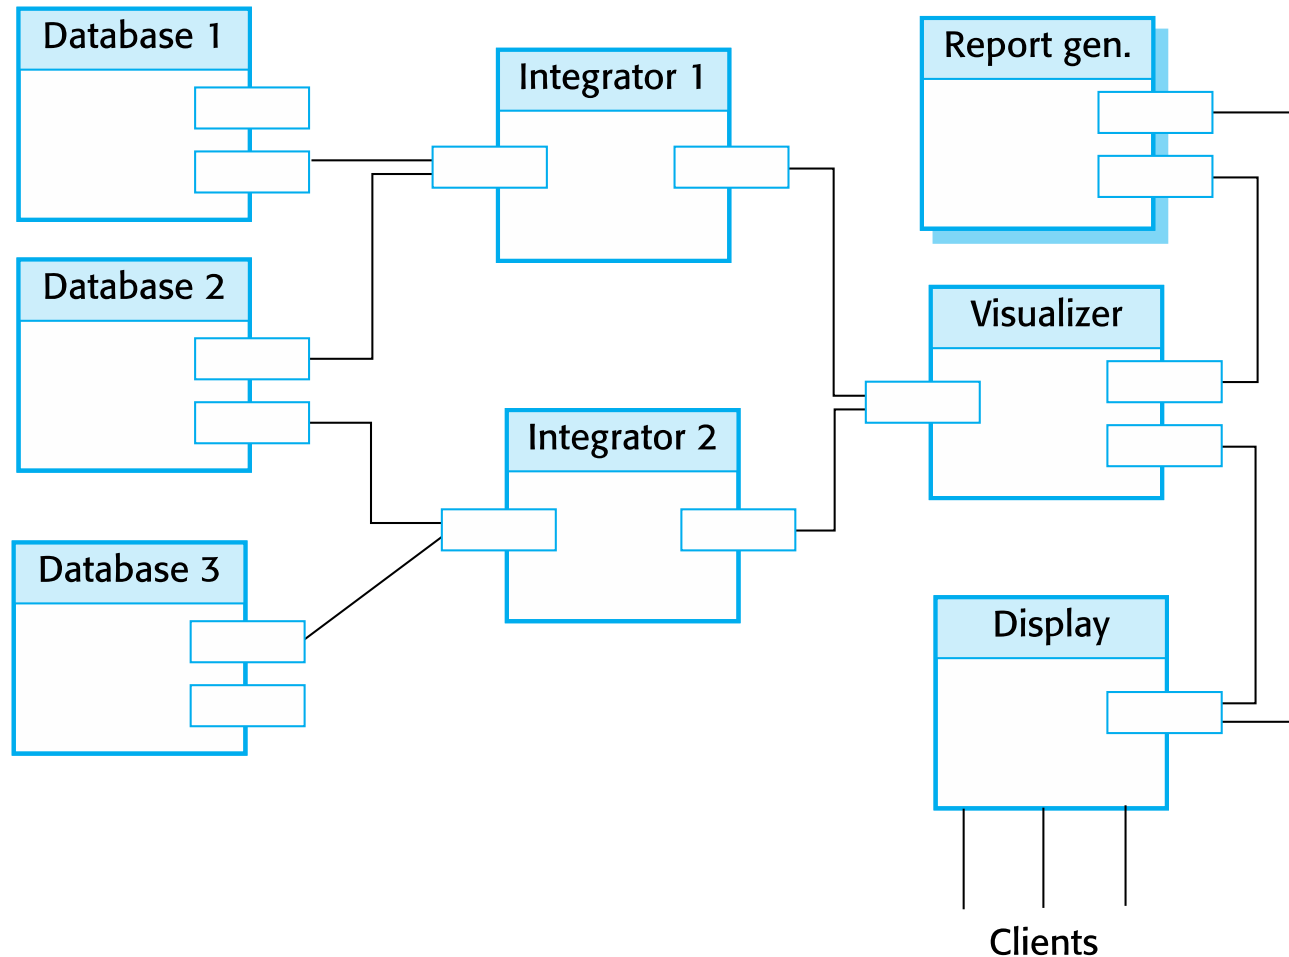 Database 1
Integrator 1
Report gen.
Database 2
Visualizer
Integrator 2
Database 3
Display
Clients